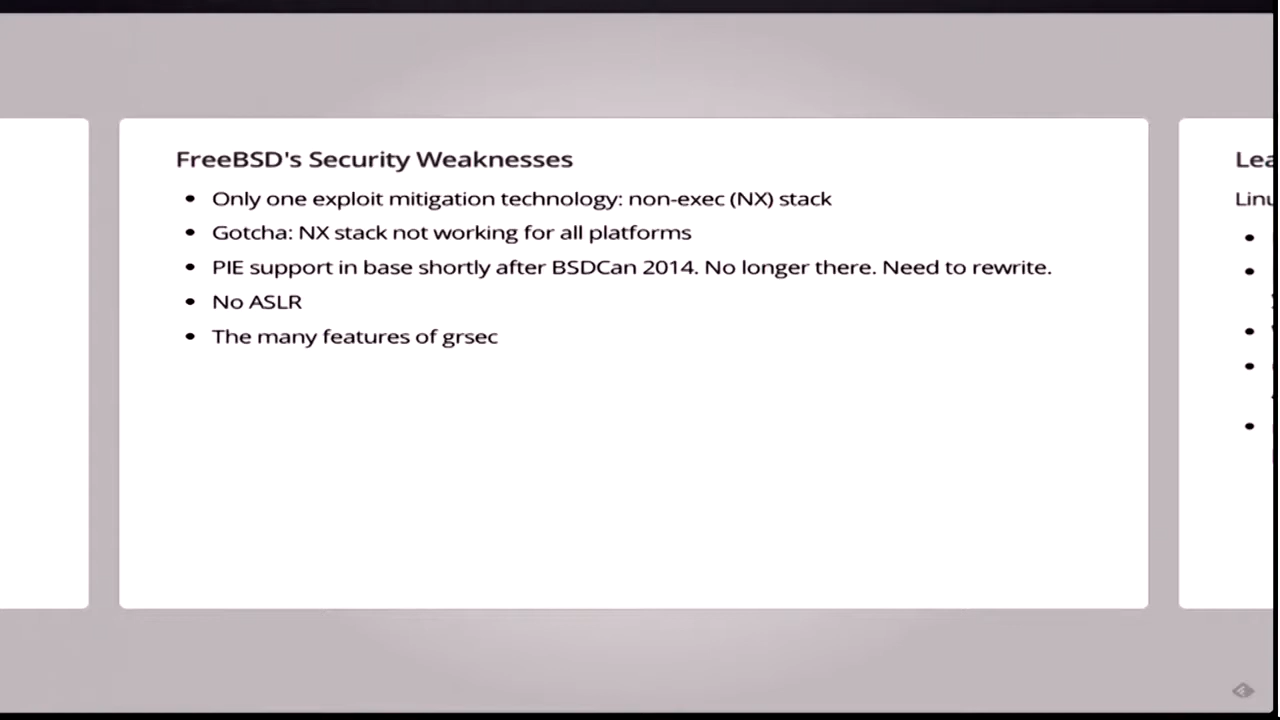 FreeBSD's Security Weaknesses
Only one exploit mitigation technology: non-exec (NX) stack
Gotcha: NX stack not working for all platforms
PIE support in base shortly after BSDCan 2014. No longer there. Need to rewrite.
No ASLR
The many features of grsec